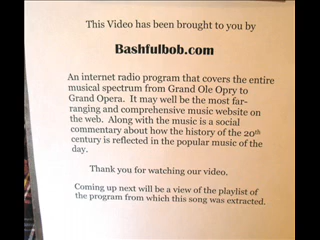 This Video has been brought to you by
Bashfulbob.com
An internet radio program that covers the entire
musical spectrum from Grand Ole Opry to
Grand Opera. It may well be the most far-
ranging and comprehensive music website on
the web. Along with the music is a social
commentary about how the history of the 20th
century is reflected in the popular music of the
day.
Thank you for watching our video.
Coming up next will be a view of the playlist of
the program from which this song was extracted.